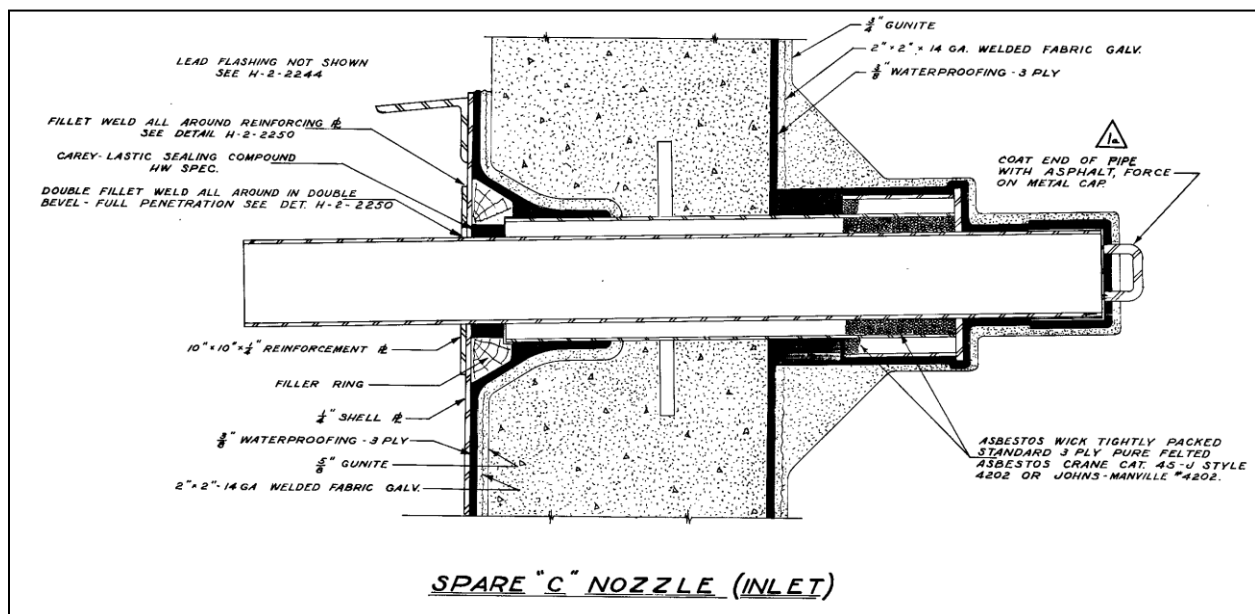 LEAD FLASHING NOT SHOWN
SEE H-2-2244
FILLET WELD ALL AROUND REINFORCING ℄
SEE DETAIL H-2-2250
CAREY-LASTIC SEALING COMPOUND
HW SPEC.
DOUBLE FILLET WELD ALL AROUND IN DOUBLE
BEVEL-FULL PENETRATION SEE DET. H-2-2250
10"×10"×1/4" REINFORCEMENT ℄
FILLER RING
1/4" SHELL ℄
3/8" WATERPROOFING-3 PLY
5/8" GUNITE
2"×2"-14 GA WELDED FABRIC GALV.
3/4" GUNITE
2"×2"×14 GA. WELDED FABRIC GALV.
3/8" WATERPROOFING-3 PLY
1a
COAT END OF PIPE
WITH ASPHALT, FORCE
ON METAL CAP.
ASBESTOS WICK TIGHTLY PACKED
STANDARD 3 PLY PURE FELTED
ASBESTOS CRANE CAT. 45-J STYLE
4202 OR JOHNS-MANVILLE #4202.
SPARE "C" NOZZLE (INLET)